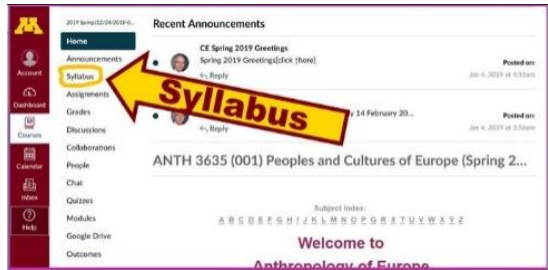 2019 Spring (02/24/2018 0...
Recent Announcements
Home
Announcements
Syllabus
Assignments
Grades
Discussions
Collaborations
People
Chat
Quizzes
Modules
Google Drive
Outcomes
Account
Dashboard
Courses
Calendar
Inbox
Help
CE Spring 2019 Greetings
Spring 2019 Greetings[click here]
Reply
Posted on:
Jan 4, 2019 at 4:15am
Syllabus
y 14 February 20...
Reply
Posted on:
Jan 4, 2019 at 3:56am
ANTH 3635 (001) Peoples and Cultures of Europe (Spring 2...
Subject Index:
A B C D E F G H I J K L M N O P Q R S T U V W X Y Z
Welcome to
Anthropology of Europe